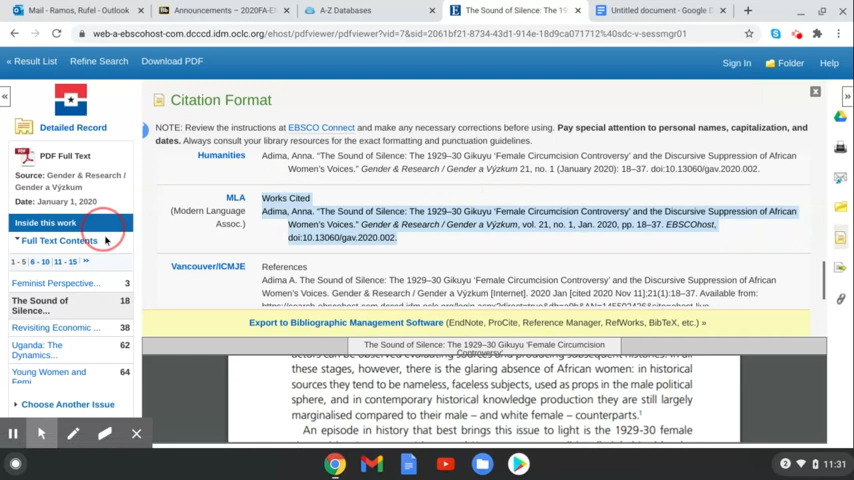 Mail - Ramos, Rufel - Outlook
Announcements – 2020FA-E
A-Z Databases
The Sound of Silence: The 19
Untitled document - Google D
web-a-ebscohost-com.dcccd.idm.oclc.org/ehost/pdfviewer/pdfviewer?vid=7&sid=2061bf21-8734-43d1-914e-18d9ca071712%40sdc-v-sessmgr01
« Result List Refine Search Download PDF
Sign In Folder Help
Detailed Record
PDF Full Text
Source: Gender & Research /
Gender a Výzkum
Date: January 1, 2020
Inside this work
Full Text Contents
1 - 5 6 - 10 11 - 15 »
Feminist Perspective... 3
The Sound of 18
Silence...
Revisiting Economic ... 38
Uganda: The 62
Dynamics...
Young Women and 64
Femi
Choose Another Issue
Citation Format
NOTE: Review the instructions at EBSCO Connect and make any necessary corrections before using. Pay special attention to personal names, capitalization, and
dates. Always consult your library resources for the exact formatting and punctuation guidelines.
Humanities Adima, Anna. “The Sound of Silence: The 1929–30 Gikuyu ‘Female Circumcision Controversy’ and the Discursive Suppression of African
Women’s Voices.” Gender & Research / Gender a Výzkum 21, no. 1 (January 2020): 18–37. doi:10.13060/gav.2020.002.
MLA Works Cited
(Modern Language Adima, Anna. “The Sound of Silence: The 1929–30 Gikuyu ‘Female Circumcision Controversy’ and the Discursive Suppression of African
Assoc.) Women’s Voices.” Gender & Research / Gender a Výzkum, vol. 21, no. 1, Jan. 2020, pp. 18–37. EBSCOhost,
doi:10.13060/gav.2020.002.
Vancouver/ICMJE References
Adima A. The Sound of Silence: The 1929–30 Gikuyu ‘Female Circumcision Controversy’ and the Discursive Suppression of African
Women’s Voices. Gender & Research / Gender a Výzkum [Internet]. 2020 Jan [cited 2020 Nov 11];21(1):18–37. Available from:
Export to Bibliographic Management Software (EndNote, ProCite, Reference Manager, RefWorks, BibTeX, etc.) »
The Sound of Silence: The 1929–30 Gikuyu ‘Female Circumcision
Controversy’
these stages, however, there is the glaring absence of African women: in historical
sources they tend to be nameless, faceless subjects, used as props in the male political
sphere, and in contemporary historical knowledge production they are still largely
marginalised compared to their male – and white female – counterparts.1
An episode in history that best brings this issue to light is the 1929-30 female
2 11:31